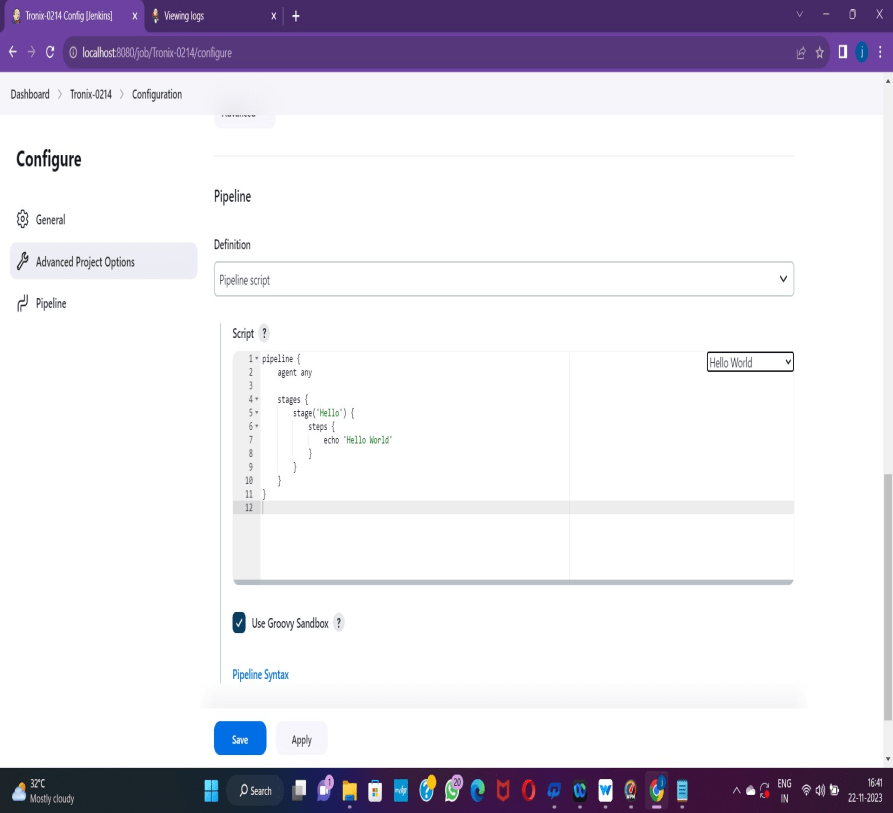 Tronix-0214 Config [Jenkins] x
Viewing logs x +
localhost:8080/job/Tronix-0214/configure
Dashboard > Tronix-0214 > Configuration
Advanced
Configure
General
Advanced Project Options
Pipeline
Pipeline
Definition
Pipeline script
Script ?
Hello World
1 pipeline {
2 agent any
3
4 stages {
5 stage('Hello') {
6 steps {
7 echo 'Hello World'
8 }
9 }
10 }
11 }
12
Use Groovy Sandbox ?
Pipeline Syntax
Save Apply
32°C
Mostly cloudy
Search
1
20
ENG
IN
16:41
22-11-2023